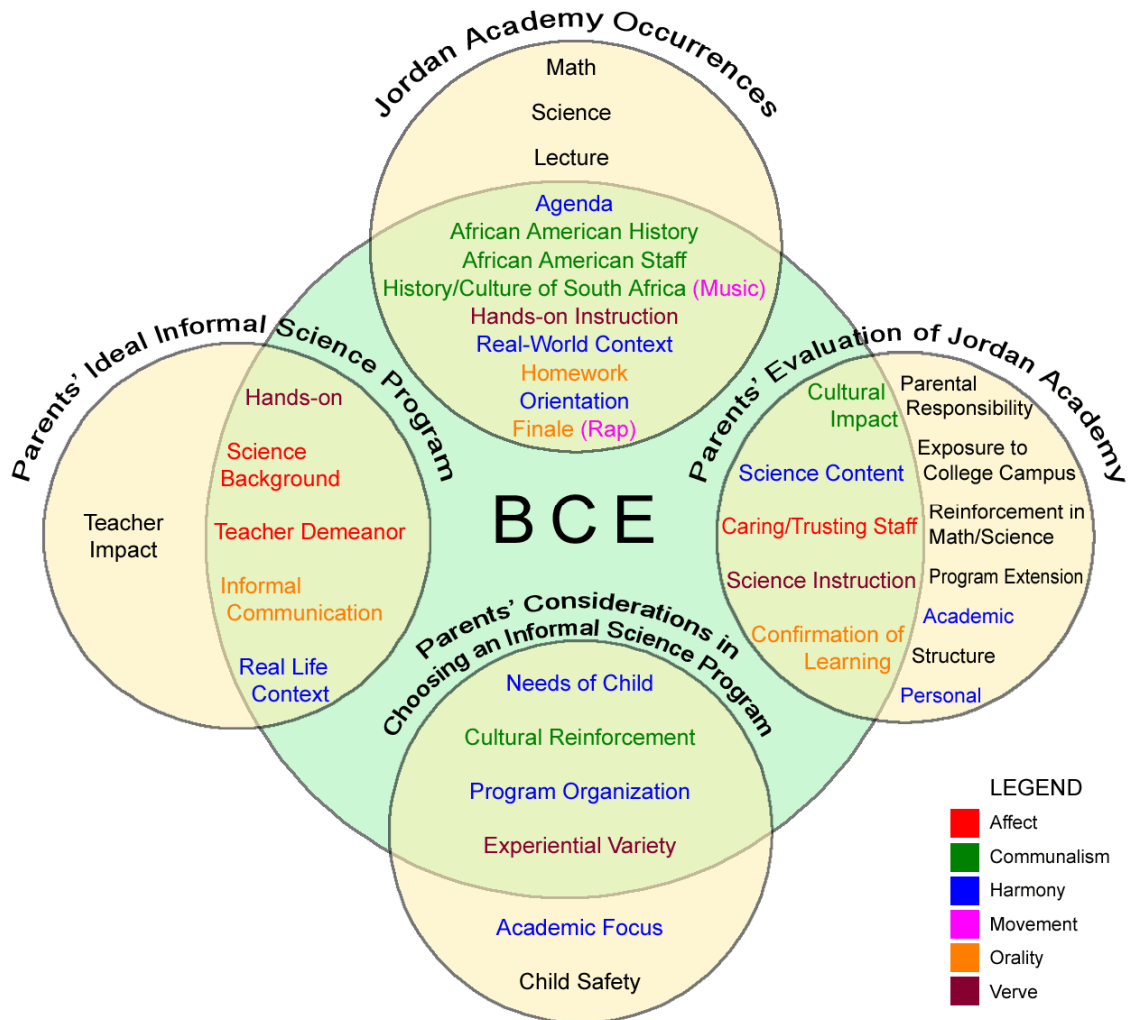 Jordan Academy Occurrences
Math
Science
Lecture
Agenda
African American History
African American Staff
History/Culture of South Africa (Music)
Hands-on Instruction
Real-World Context
Homework
Orientation
Finale (Rap)
Parents' Ideal Informal Science Program
Hands-on
Science
Background
Teacher Demeanor
Informal
Communication
Real Life
Context
Teacher
Impact
BCE
Parents' Evaluation of Jordan Academy
Cultural
Impact
Science Content
Caring/Trusting Staff
Science Instruction
Confirmation of
Learning
Parental
Responsibility
Exposure to
College Campus
Reinforcement in
Math/Science
Program Extension
Academic
Structure
Personal
Parents' Considerations in
Choosing an Informal Science Program
Needs of Child
Cultural Reinforcement
Program Organization
Experiential Variety
Academic Focus
Child Safety
LEGEND
Affect
Communalism
Harmony
Movement
Orality
Verve